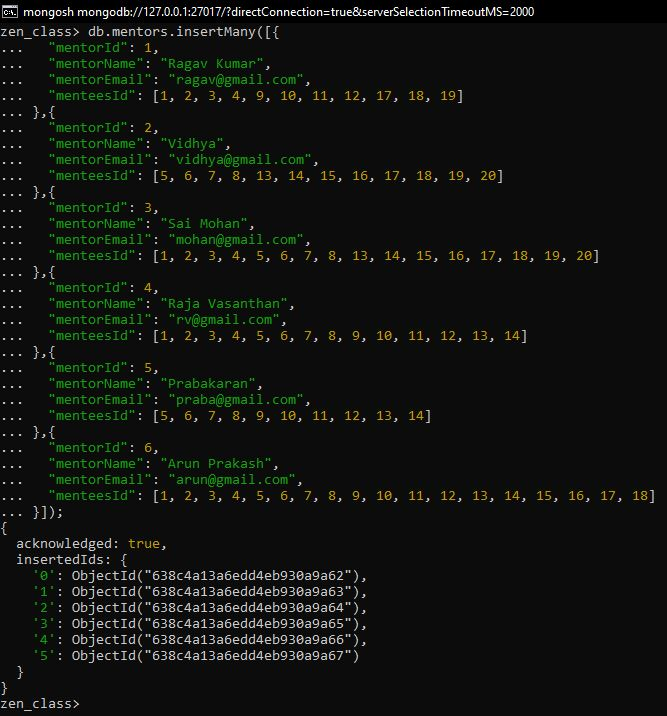 mongosh mongodb://127.0.0.1:27017/?directConnection=true&serverSelectionTimeoutMS=2000
zen_class> db.mentors.insertMany([{
...   "mentorId": 1,
...   "mentorName": "Ragav Kumar",
...   "mentorEmail": "ragav@gmail.com",
...   "menteesId": [1, 2, 3, 4, 9, 10, 11, 12, 17, 18, 19]
... },{
...   "mentorId": 2,
...   "mentorName": "Vidhya",
...   "mentorEmail": "vidhya@gmail.com",
...   "menteesId": [5, 6, 7, 8, 13, 14, 15, 16, 17, 18, 19, 20]
... },{
...   "mentorId": 3,
...   "mentorName": "Sai Mohan",
...   "mentorEmail": "mohan@gmail.com",
...   "menteesId": [1, 2, 3, 4, 5, 6, 7, 8, 13, 14, 15, 16, 17, 18, 19, 20]
... },{
...   "mentorId": 4,
...   "mentorName": "Raja Vasanthan",
...   "mentorEmail": "rv@gmail.com",
...   "menteesId": [1, 2, 3, 4, 5, 6, 7, 8, 9, 10, 11, 12, 13, 14]
... },{
...   "mentorId": 5,
...   "mentorName": "Prabakaran",
...   "mentorEmail": "praba@gmail.com",
...   "menteesId": [5, 6, 7, 8, 9, 10, 11, 12, 13, 14]
... },{
...   "mentorId": 6,
...   "mentorName": "Arun Prakash",
...   "mentorEmail": "arun@gmail.com",
...   "menteesId": [1, 2, 3, 4, 5, 6, 7, 8, 9, 10, 11, 12, 13, 14, 15, 16, 17, 18]
... }]);
{
  acknowledged: true,
  insertedIds: {
    '0': ObjectId("638c4a13a6edd4eb930a9a62"),
    '1': ObjectId("638c4a13a6edd4eb930a9a63"),
    '2': ObjectId("638c4a13a6edd4eb930a9a64"),
    '3': ObjectId("638c4a13a6edd4eb930a9a65"),
    '4': ObjectId("638c4a13a6edd4eb930a9a66"),
    '5': ObjectId("638c4a13a6edd4eb930a9a67")
  }
}
zen_class>